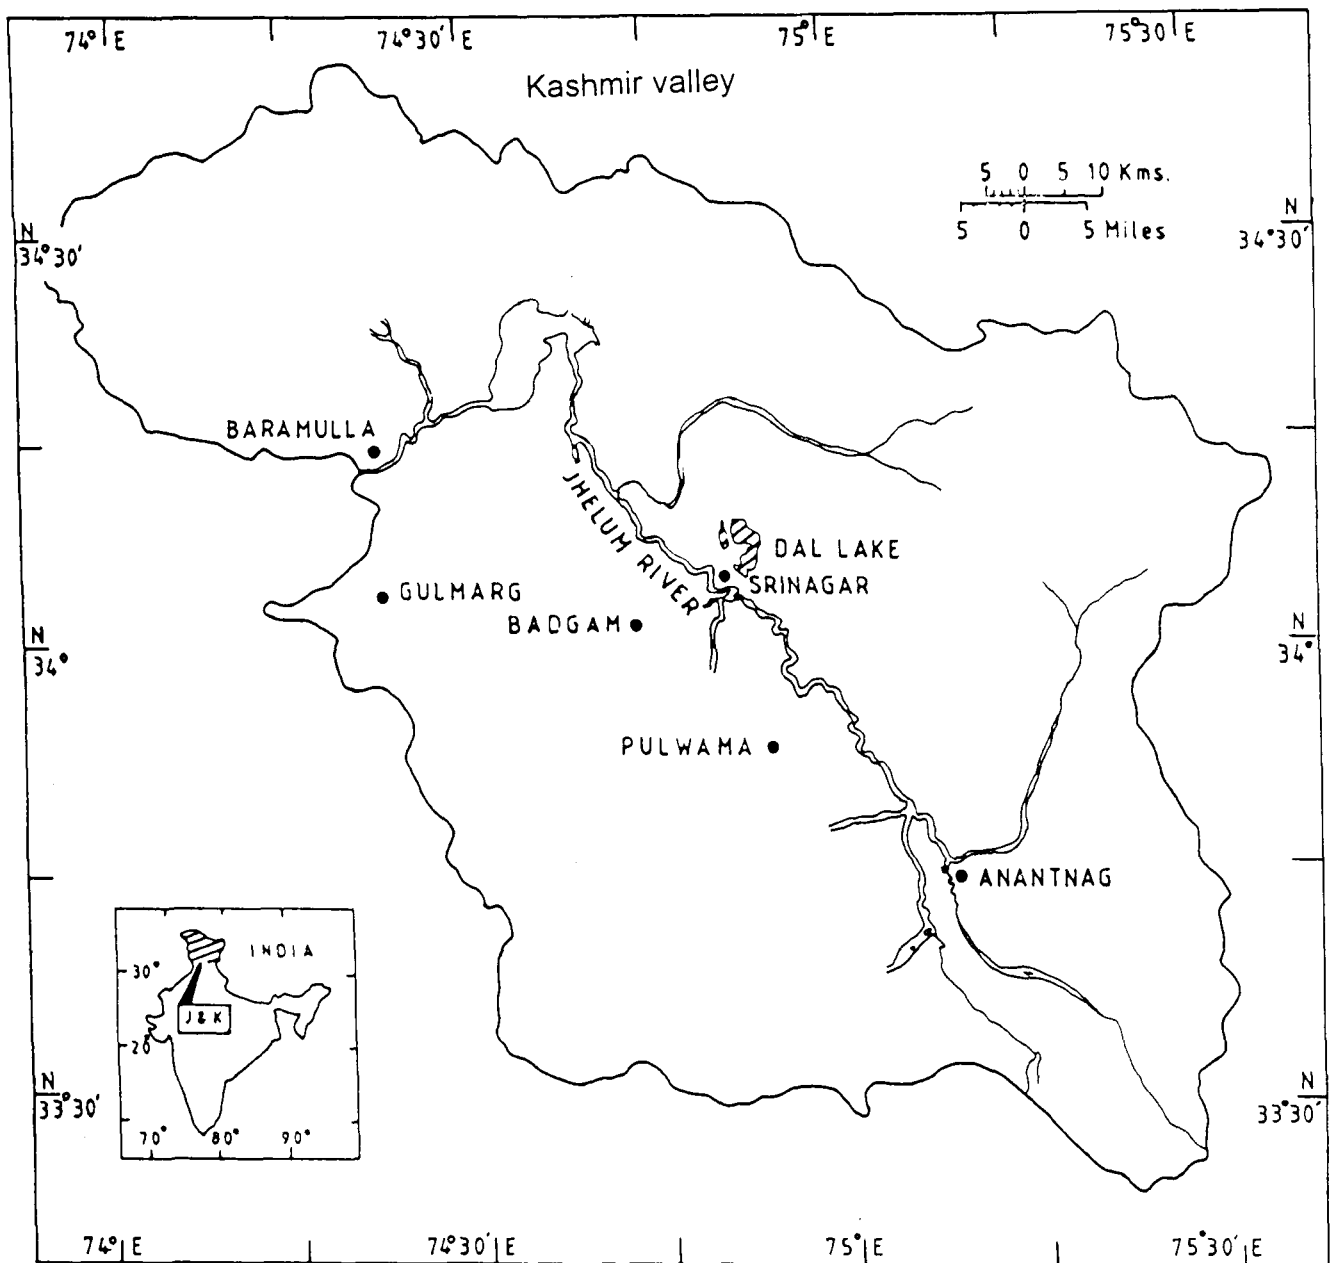 74° E 74°30' E 75° E 75°30' E
Kashmir valley
5 0 5 10 Kms.
5 0 5 Miles
N
34°30'
N
34°30'
BARAMULLA
JHELUM RIVER
DAL LAKE
SRINAGAR
GULMARG
BADGAM
N
34°
N
34°
PULWAMA
ANANTNAG
INDIA
30°
J & K
20°
70° 80° 90°
N
33°30'
N
33°30'
74° E 74°30' E 75° E 75°30' E